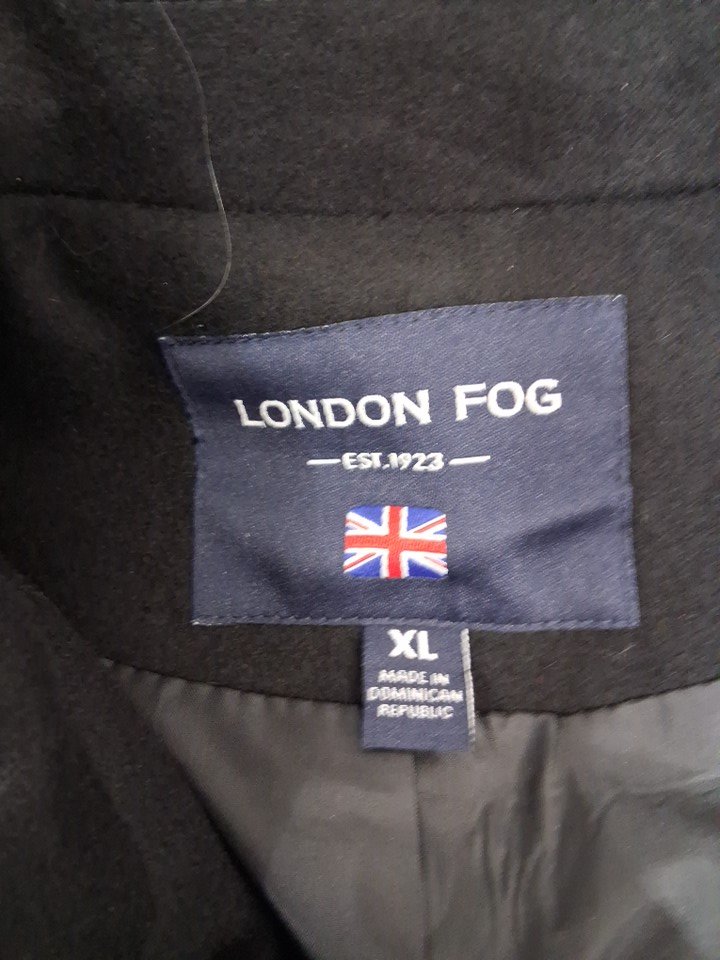 LONDON FOG
EST.1923
XL
MADE IN
DOMINICAN
REPUBLIC